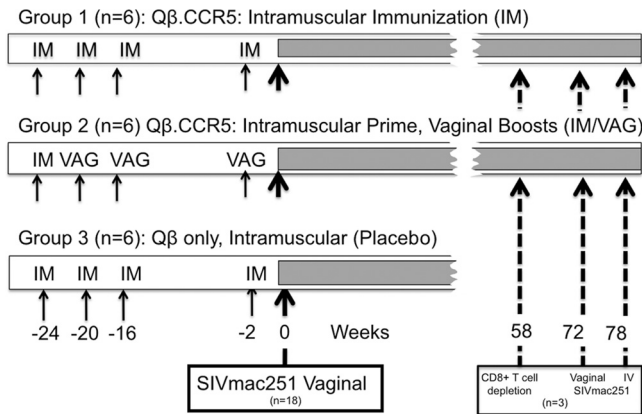 Group 1 (n=6): Qβ.CCR5: Intramuscular Immunization (IM)
IM IM IM IM
Group 2 (n=6) Qβ.CCR5: Intramuscular Prime, Vaginal Boosts (IM/VAG)
IM VAG VAG VAG
Group 3 (n=6): Qβ only, Intramuscular (Placebo)
IM IM IM IM
-24 -20 -16 -2 0 Weeks 58 72 78
SIVmac251 Vaginal
(n=18)
CD8+ T cell Vaginal IV
depletion SIVmac251
(n=3)